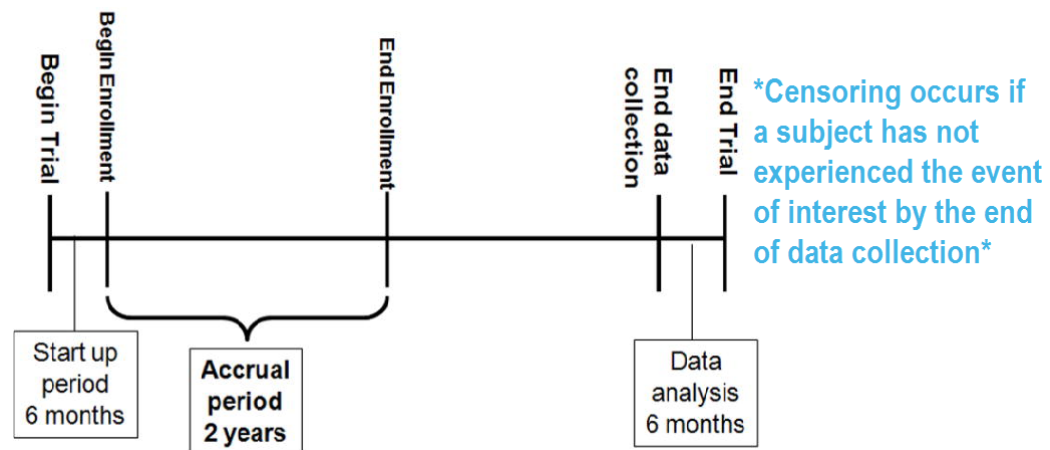 Begin Trial
Begin Enrollment
End Enrollment
End data
collection
End Trial
*Censoring occurs if
a subject has not
experienced the event
of interest by the end
of data collection*
Start up
period
6 months
Accrual
period
2 years
Data
analysis
6 months